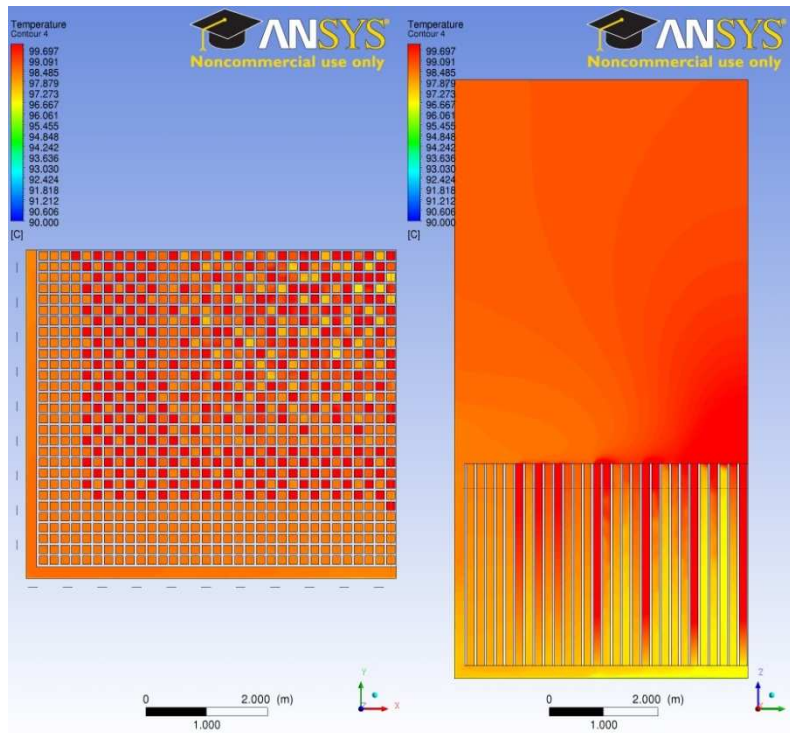 Temperature
Contour 4
99.697
99.091
98.485
97.879
97.273
96.667
96.061
95.455
94.848
94.242
93.636
93.030
92.424
91.818
91.212
90.606
90.000
[C]
ANSYS
Noncommercial use only
0 2.000 (m)
1.000
Y
X
Z
Temperature
Contour 4
99.697
99.091
98.485
97.879
97.273
96.667
96.061
95.455
94.848
94.242
93.636
93.030
92.424
91.818
91.212
90.606
90.000
[C]
ANSYS
Noncommercial use only
0 2.000 (m)
1.000
Z